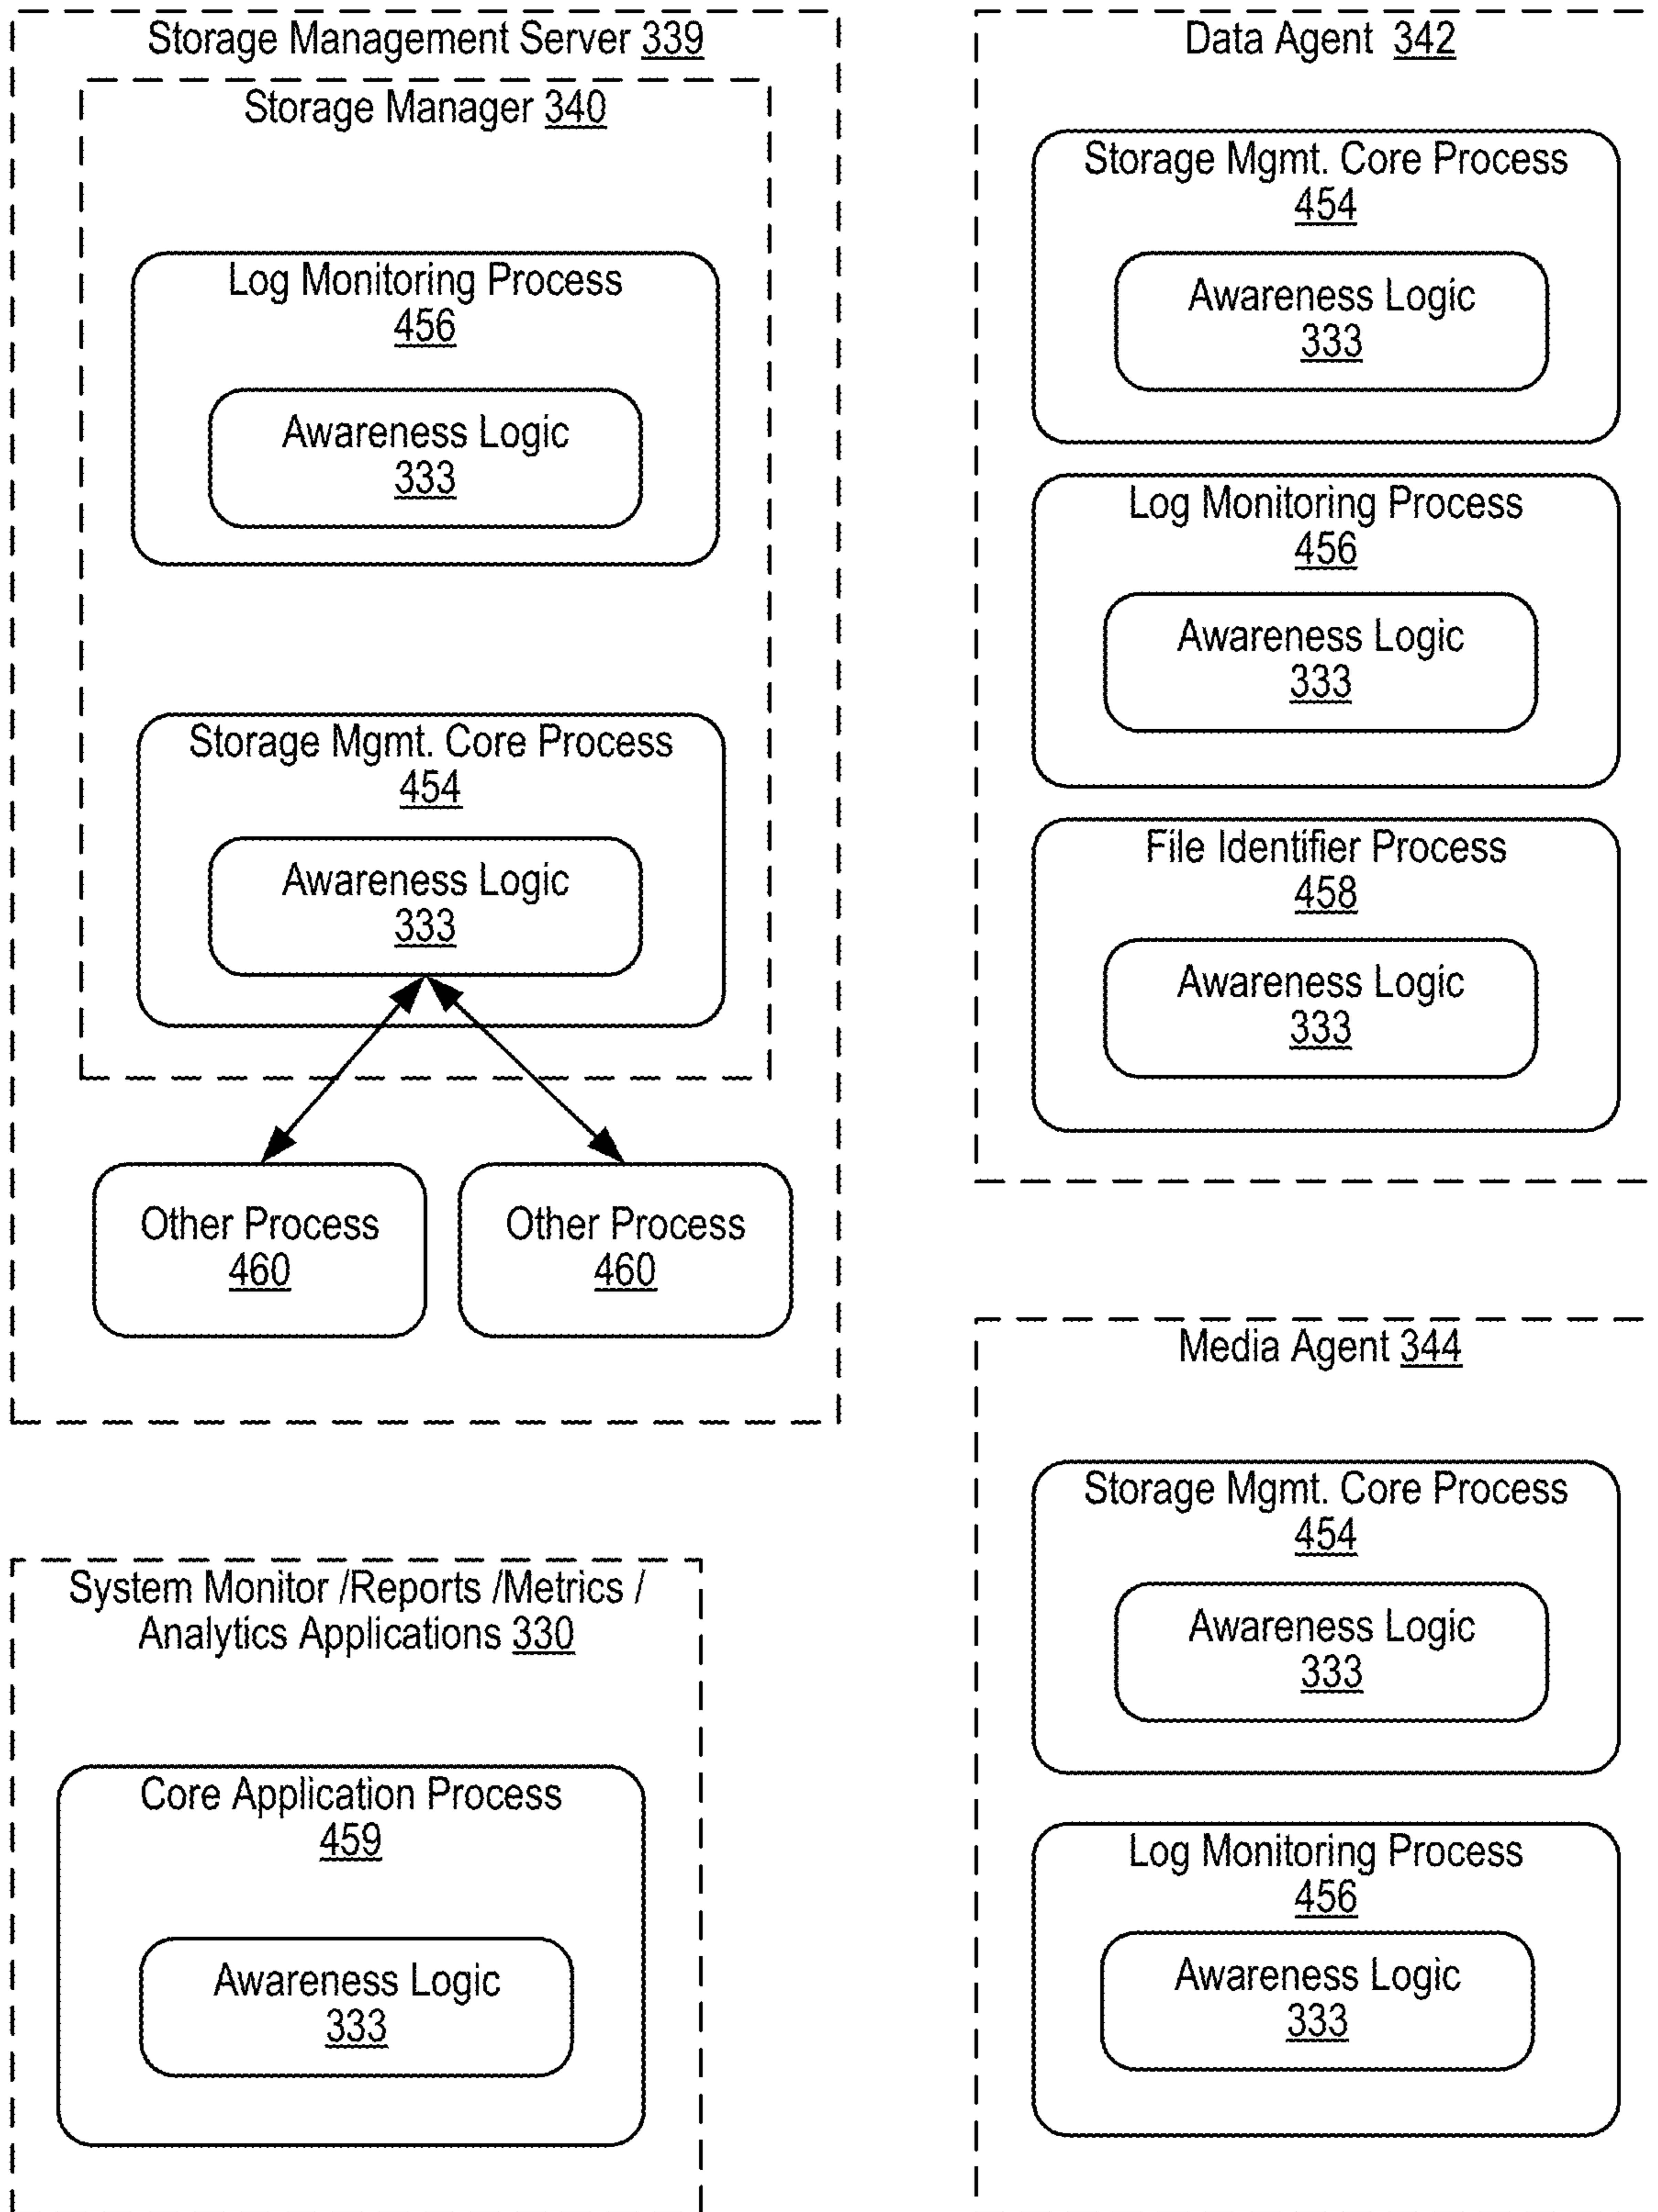 Storage Management Server 339
Storage Manager 340
Log Monitoring Process
456
Awareness Logic
333
Storage Mgmt. Core Process
454
Awareness Logic
333
Other Process
460
Other Process
460
Data Agent 342
Storage Mgmt. Core Process
454
Awareness Logic
333
Log Monitoring Process
456
Awareness Logic
333
File Identifier Process
458
Awareness Logic
333
System Monitor /Reports /Metrics /
Analytics Applications 330
Core Application Process
459
Awareness Logic
333
Media Agent 344
Storage Mgmt. Core Process
454
Awareness Logic
333
Log Monitoring Process
456
Awareness Logic
333